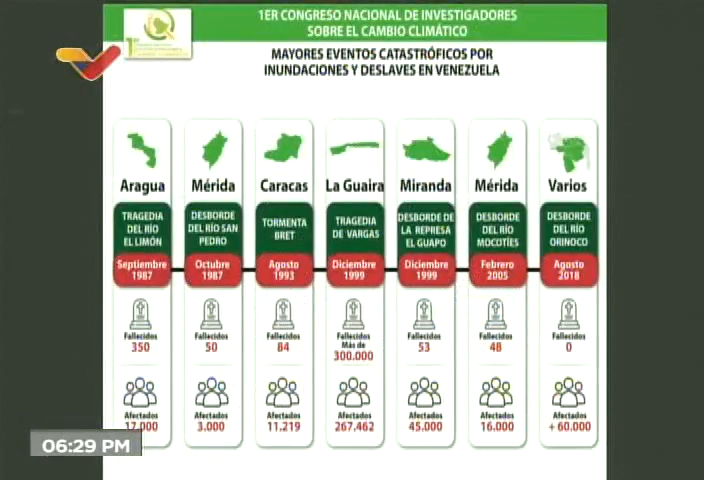 1ER CONGRESO NACIONAL DE INVESTIGADORES
SOBRE EL CAMBIO CLIMÁTICO
MAYORES EVENTOS CATASTRÓFICOS POR
INUNDACIONES Y DESLAVES EN VENEZUELA
Aragua
TRAGEDIA
DEL RÍO
EL LIMÓN
Septiembre
1987
Fallecidos
350
Afectados
17.000
Mérida
DESBORDE
DEL RÍO SAN
PEDRO
Octubre
1987
Fallecidos
50
Afectados
3.000
Caracas
TORMENTA
BRET
Agosto
1993
Fallecidos
84
Afectados
11.219
La Guaira
TRAGEDIA
DE VARGAS
Diciembre
1999
Fallecidos
Más de
300.000
Afectados
267.462
Miranda
DESBORDE DE
LA REPRESA
EL GUAPO
Diciembre
1999
Fallecidos
53
Afectados
45.000
Mérida
DESBORDE
DEL RÍO
MOCOTÍES
Febrero
2005
Fallecidos
48
Afectados
16.000
Varios
DESBORDE
DEL RÍO
ORINOCO
Agosto
2018
Fallecidos
0
Afectados
+ 60.000
06:29 PM